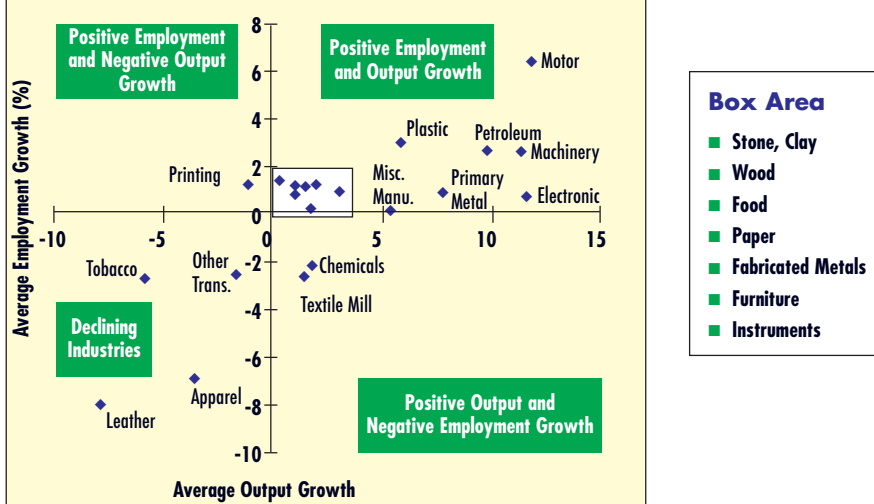 8
Positive Employment
and Negative Output
Growth
Positive Employment
and Output Growth
6
Motor
4
Plastic
Petroleum
Machinery
2
Printing
Misc.
Manu.
Primary
Metal
Electronic
0
-10
-5
0
5
10
15
Average Employment Growth (%)
-2
Tobacco
Other
Trans.
Chemicals
Textile Mill
-4
Declining
Industries
-6
Apparel
-8
Leather
Positive Output and
Negative Employment Growth
-10
Average Output Growth
Box Area
Stone, Clay
Wood
Food
Paper
Fabricated Metals
Furniture
Instruments